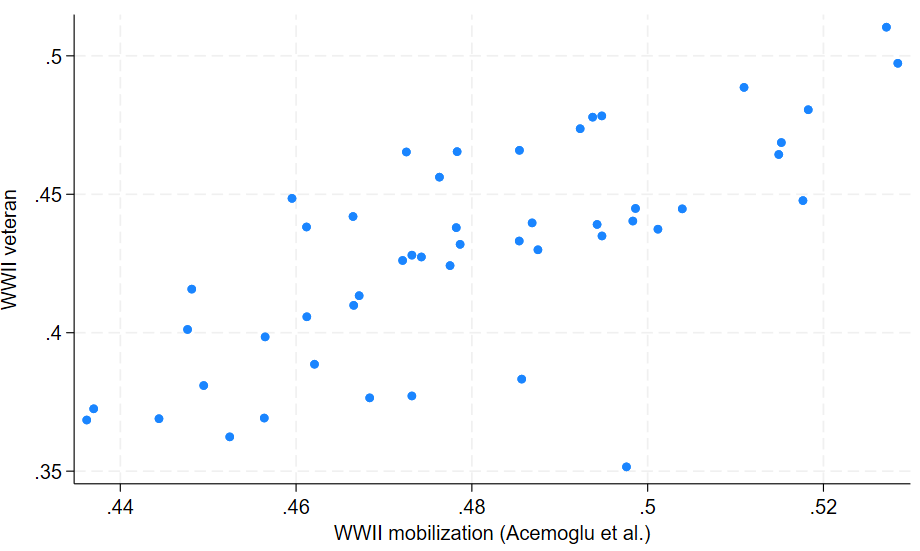 .5
.45
.4
.35
WWII veteran
.44 .46 .48 .5 .52
WWII mobilization (Acemoglu et al.)